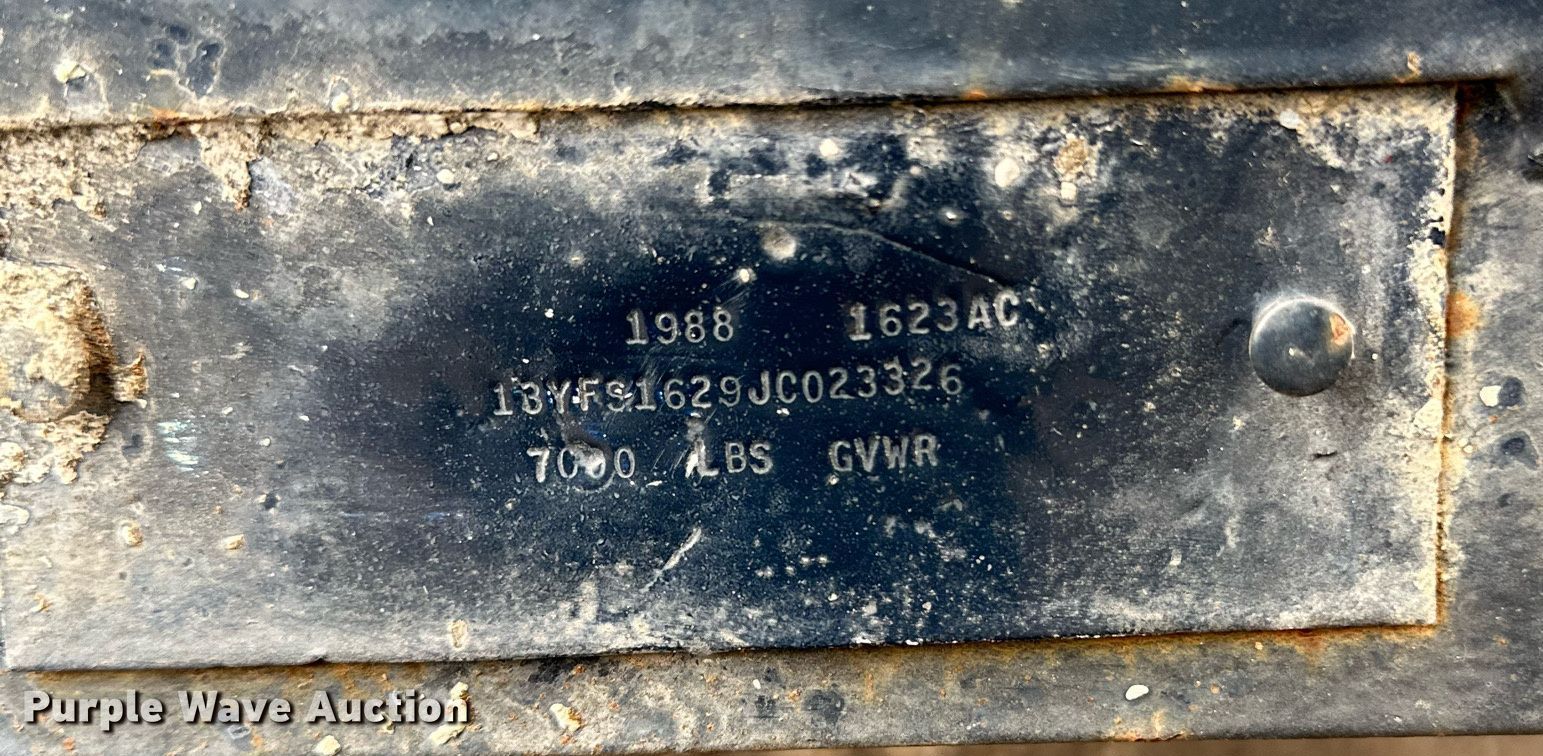 1988 1623AC
13YFS1629JC023326
7000 LBS GVWR
Purple Wave Auction